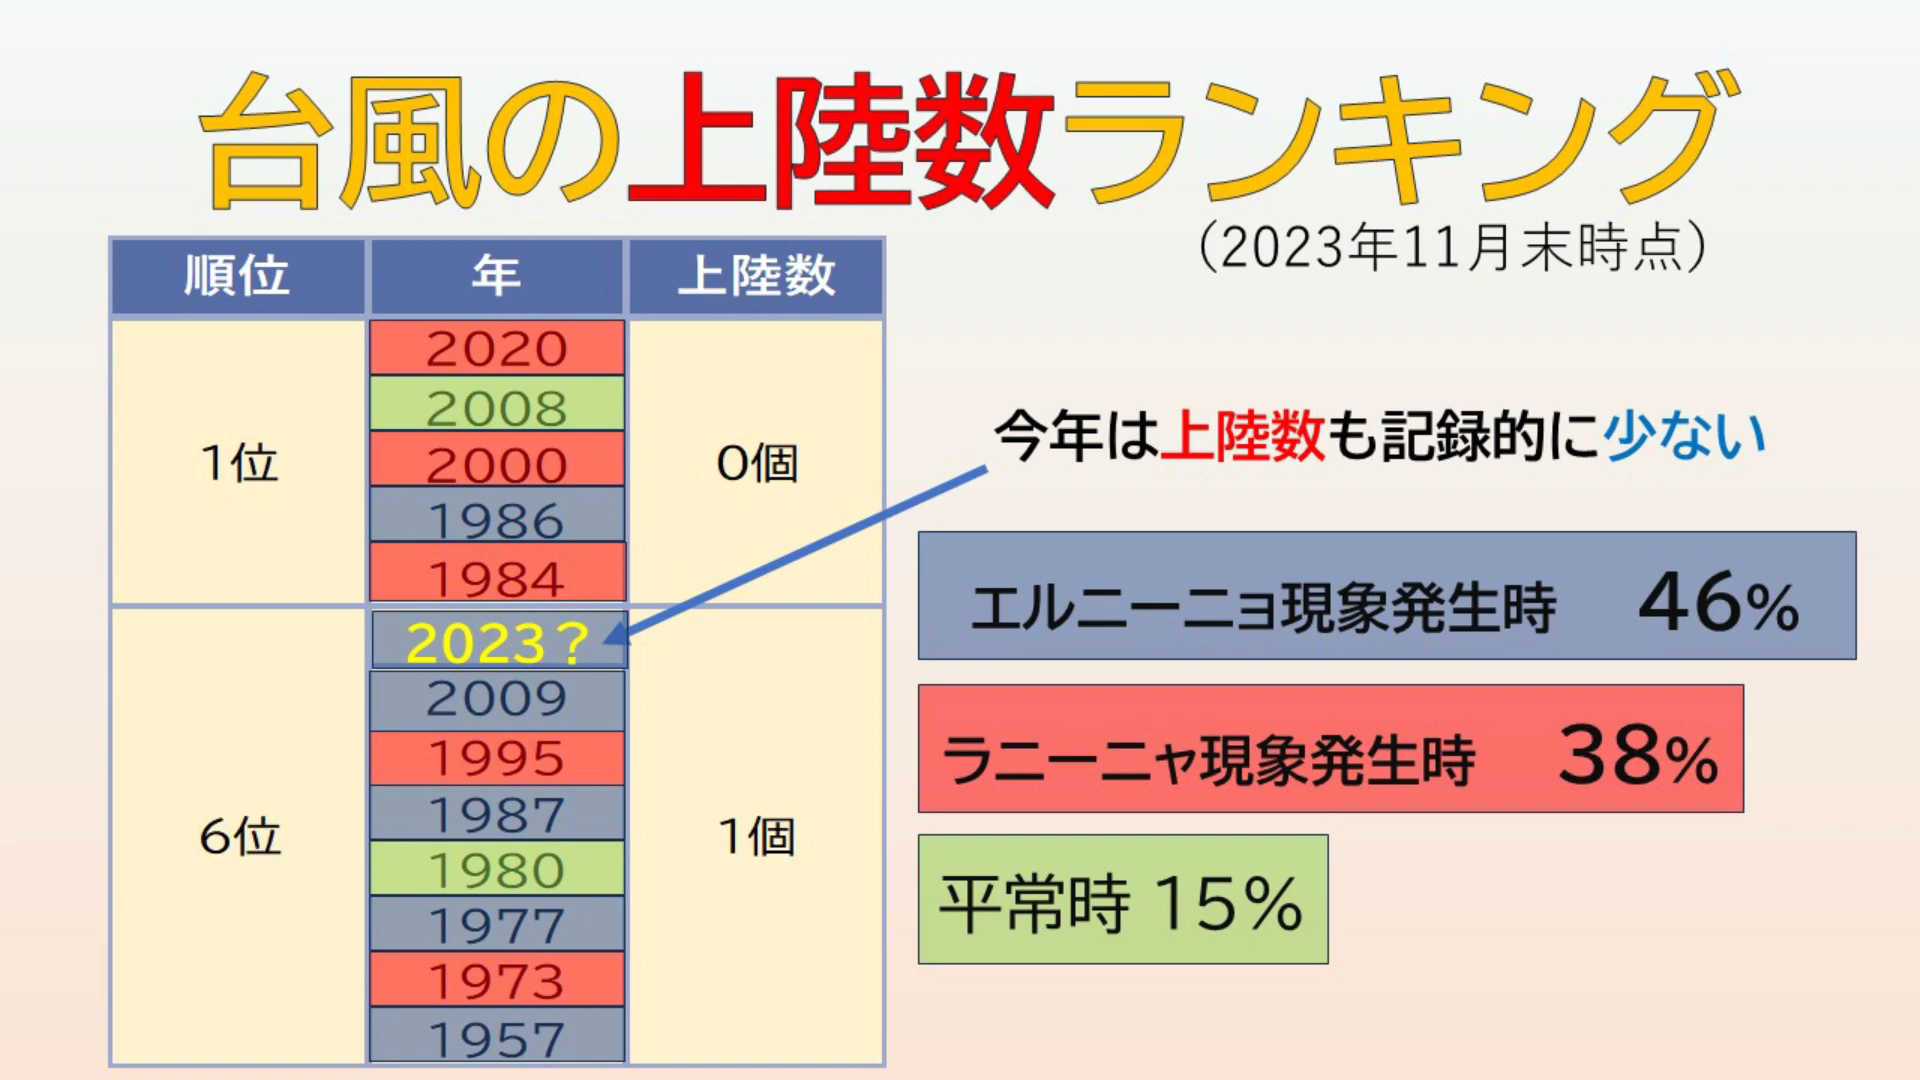 台風の上陸数ランキング
（2023年11月末時点）
順位 年 上陸数
1位
2020
2008
2000
1986
1984
0個
6位
2023？
2009
1995
1987
1980
1977
1973
1957
1個
今年は上陸数も記録的に少ない
エルニーニョ現象発生時 46%
ラニーニャ現象発生時 38%
平常時 15%